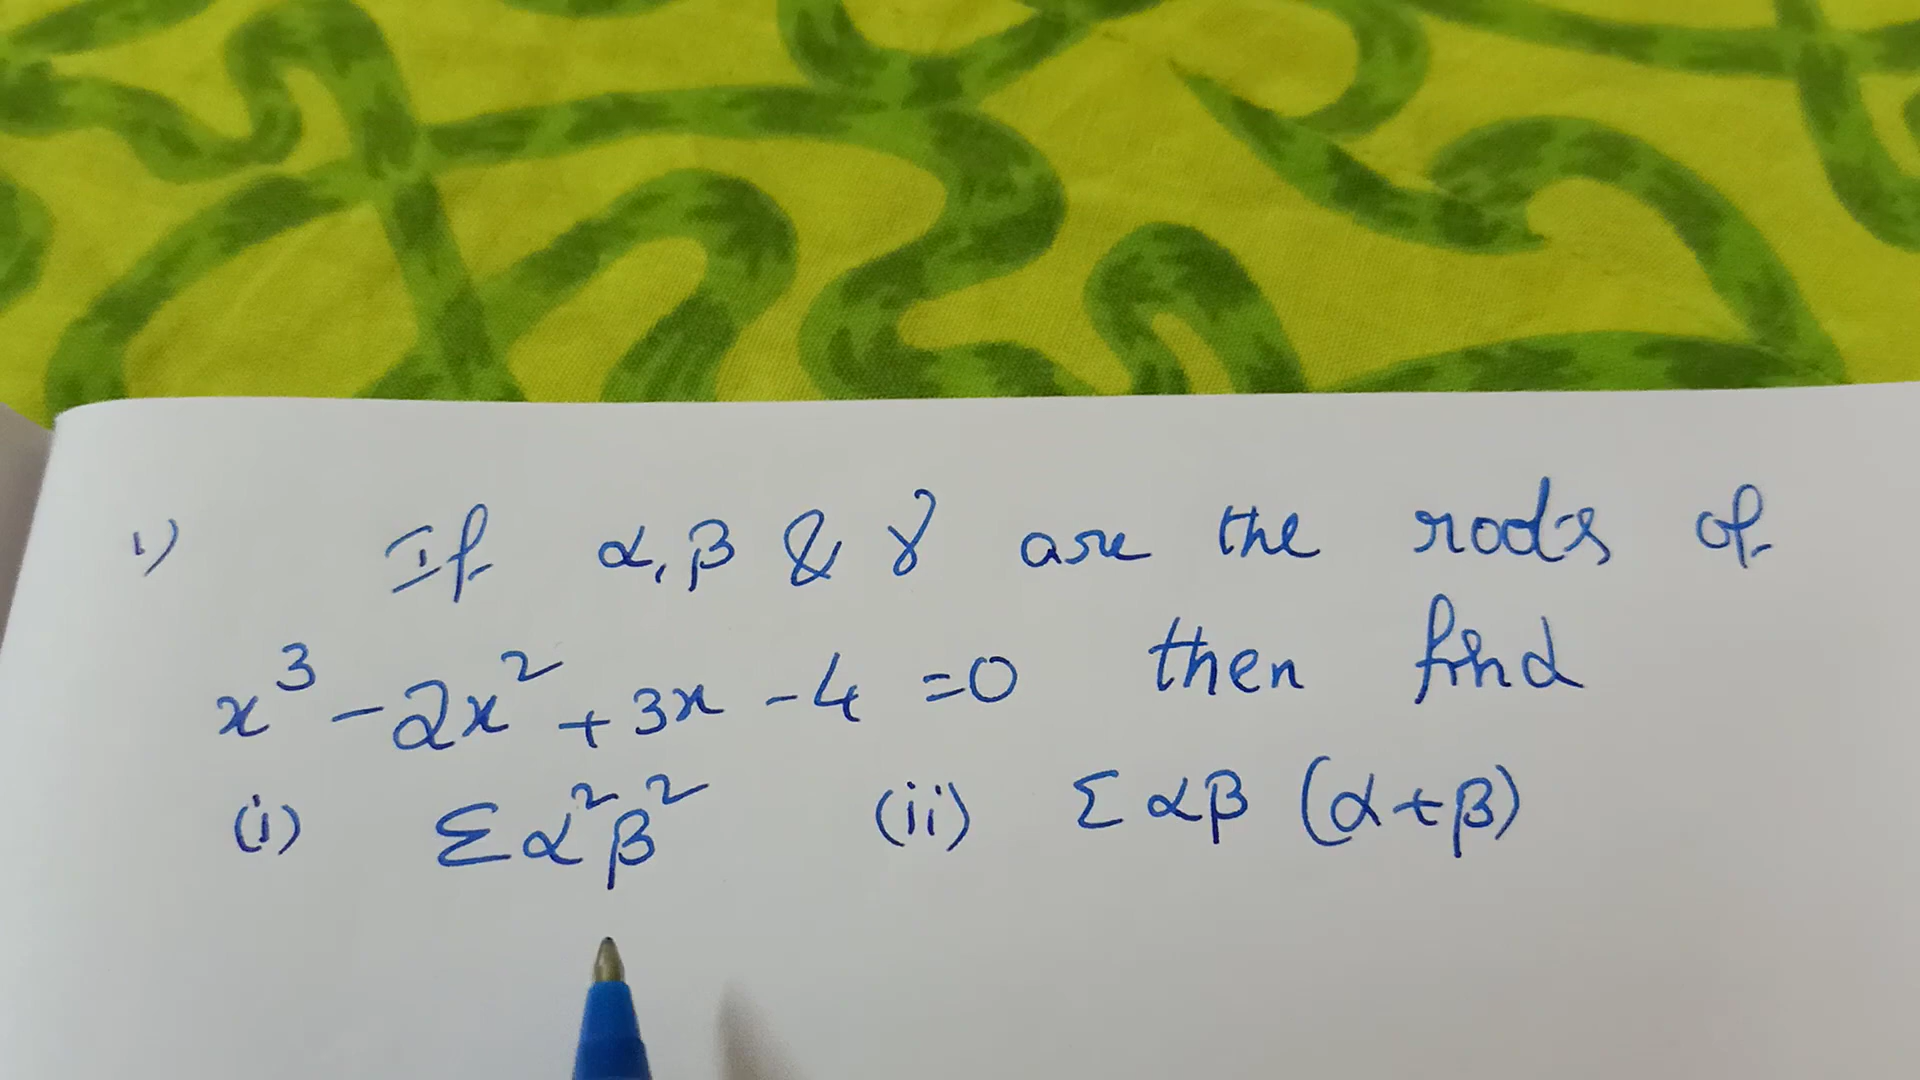 1) If α, β & γ are the roots of
x³ - 2x² + 3x - 4 = 0 then find
(i) Σα²β² (ii) Σαβ (α+β)